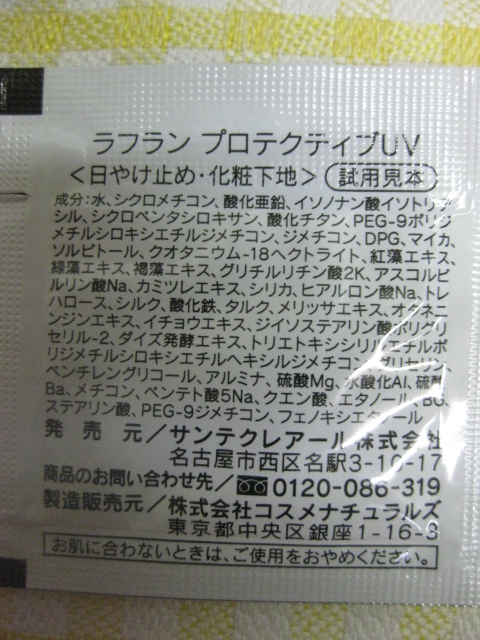 ラフラン プロテクティブUV
＜日やけ止め・化粧下地＞ 試用見本
成分:水、シクロメチコン、酸化亜鉛、イソノナン酸イソトリデ
シル、シクロペンタシロキサン、酸化チタン、PEG-9ポリジ
メチルシロキシエチルジメチコン、ジメチコン、DPG、マイカ、
ソルビトール、クオタニウム-18ヘクトライト、紅藻エキス、
緑藻エキス、褐藻エキス、グリチルリチン酸2K、アスコルビ
ルリン酸Na、カミツレエキス、シリカ、ヒアルロン酸Na、トレ
ハロース、シルク、酸化鉄、タルク、メリッサエキス、オタネニ
ンジンエキス、イチョウエキス、ジイソステアリン酸ポリグリ
セリル-2、ダイズ発酵エキス、トリエトキシシリルエチルポ
リジメチルシロキシエチルヘキシルジメチコン、グリセリン、
ペンチレングリコール、アルミナ、硫酸Mg、水酸化Al、硫酸
Ba、メチコン、ペンテト酸5Na、クエン酸、エタノール、BG、
ステアリン酸、PEG-9ジメチコン、フェノキシエタノール
発売元/サンテクレアール株式会社
名古屋市西区名駅3-10-17
商品のお問い合わせ先/0120-086-319
製造販売元/株式会社コスメナチュラルズ
東京都中央区銀座1-16-3
お肌に合わないときは、ご使用をおやめください。